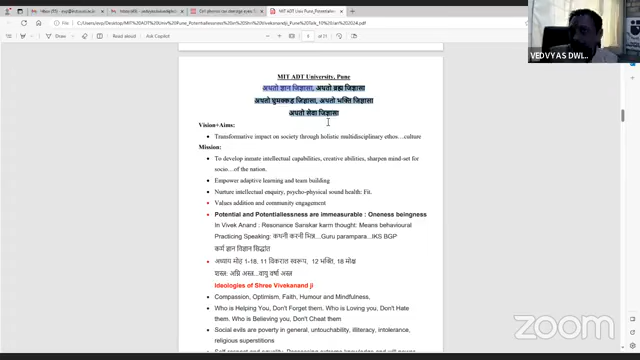 MIT ADT University, Pune
अथतो ज्ञान जिज्ञासा, अथतो ब्रह्म जिज्ञासा
अथतो घुमक्कड जिज्ञासा, अथतो भक्ति जिज्ञासा
अथतो सेवा जिज्ञासा
Vision+Aims:
Transformative impact on society through holistic multidisciplinary ethos…culture
Mission:
To develop innate intellectual capabilities, creative abilities, sharpen mind-set for
socio…of the nation.
Empower adaptive learning and team building
Nurture intellectual enquiry, psycho-physical sound health: Fit.
Values addition and community engagement
Potential and Potentiallessness are immeasurable : Oneness beingness
In Vivek Anand : Resonance Sanskar karm thought: Means behavioural
Practicing Speaking: कथनी करनी भिन्न…Guru parampara…IKS BGP
कर्म ज्ञान विज्ञान सिद्धांत
अध्याय मोह 1-18, 11 विकराल स्वरूप, 12 भक्ति, 18 मोक्ष
शस्त्र: अग्नि अस्त्र…वायु वर्षा अस्त्र
Ideologies of Shree Vivekanand ji
Compassion, Optimism, Faith, Humour and Mindfulness,
Who is Helping You, Don't Forget them. Who is Loving you, Don't Hate
them. Who is Believing you, Don't Cheat them
Social evils are poverty in general, untouchability, illiteracy, intolerance,
religious superstitions
VEDVYAS DWI...
zoom